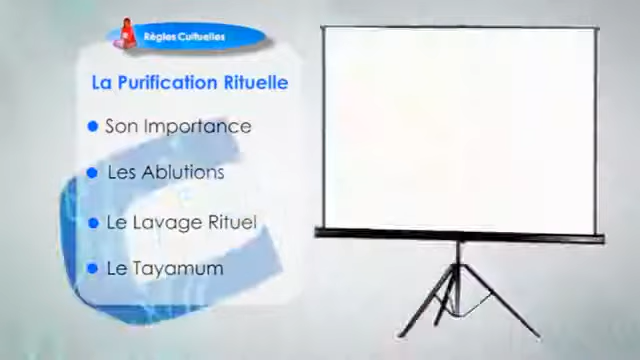 Règles Cultuelles
La Purification Rituelle
Son Importance
Les Ablutions
Le Lavage Rituel
Le Tayamum